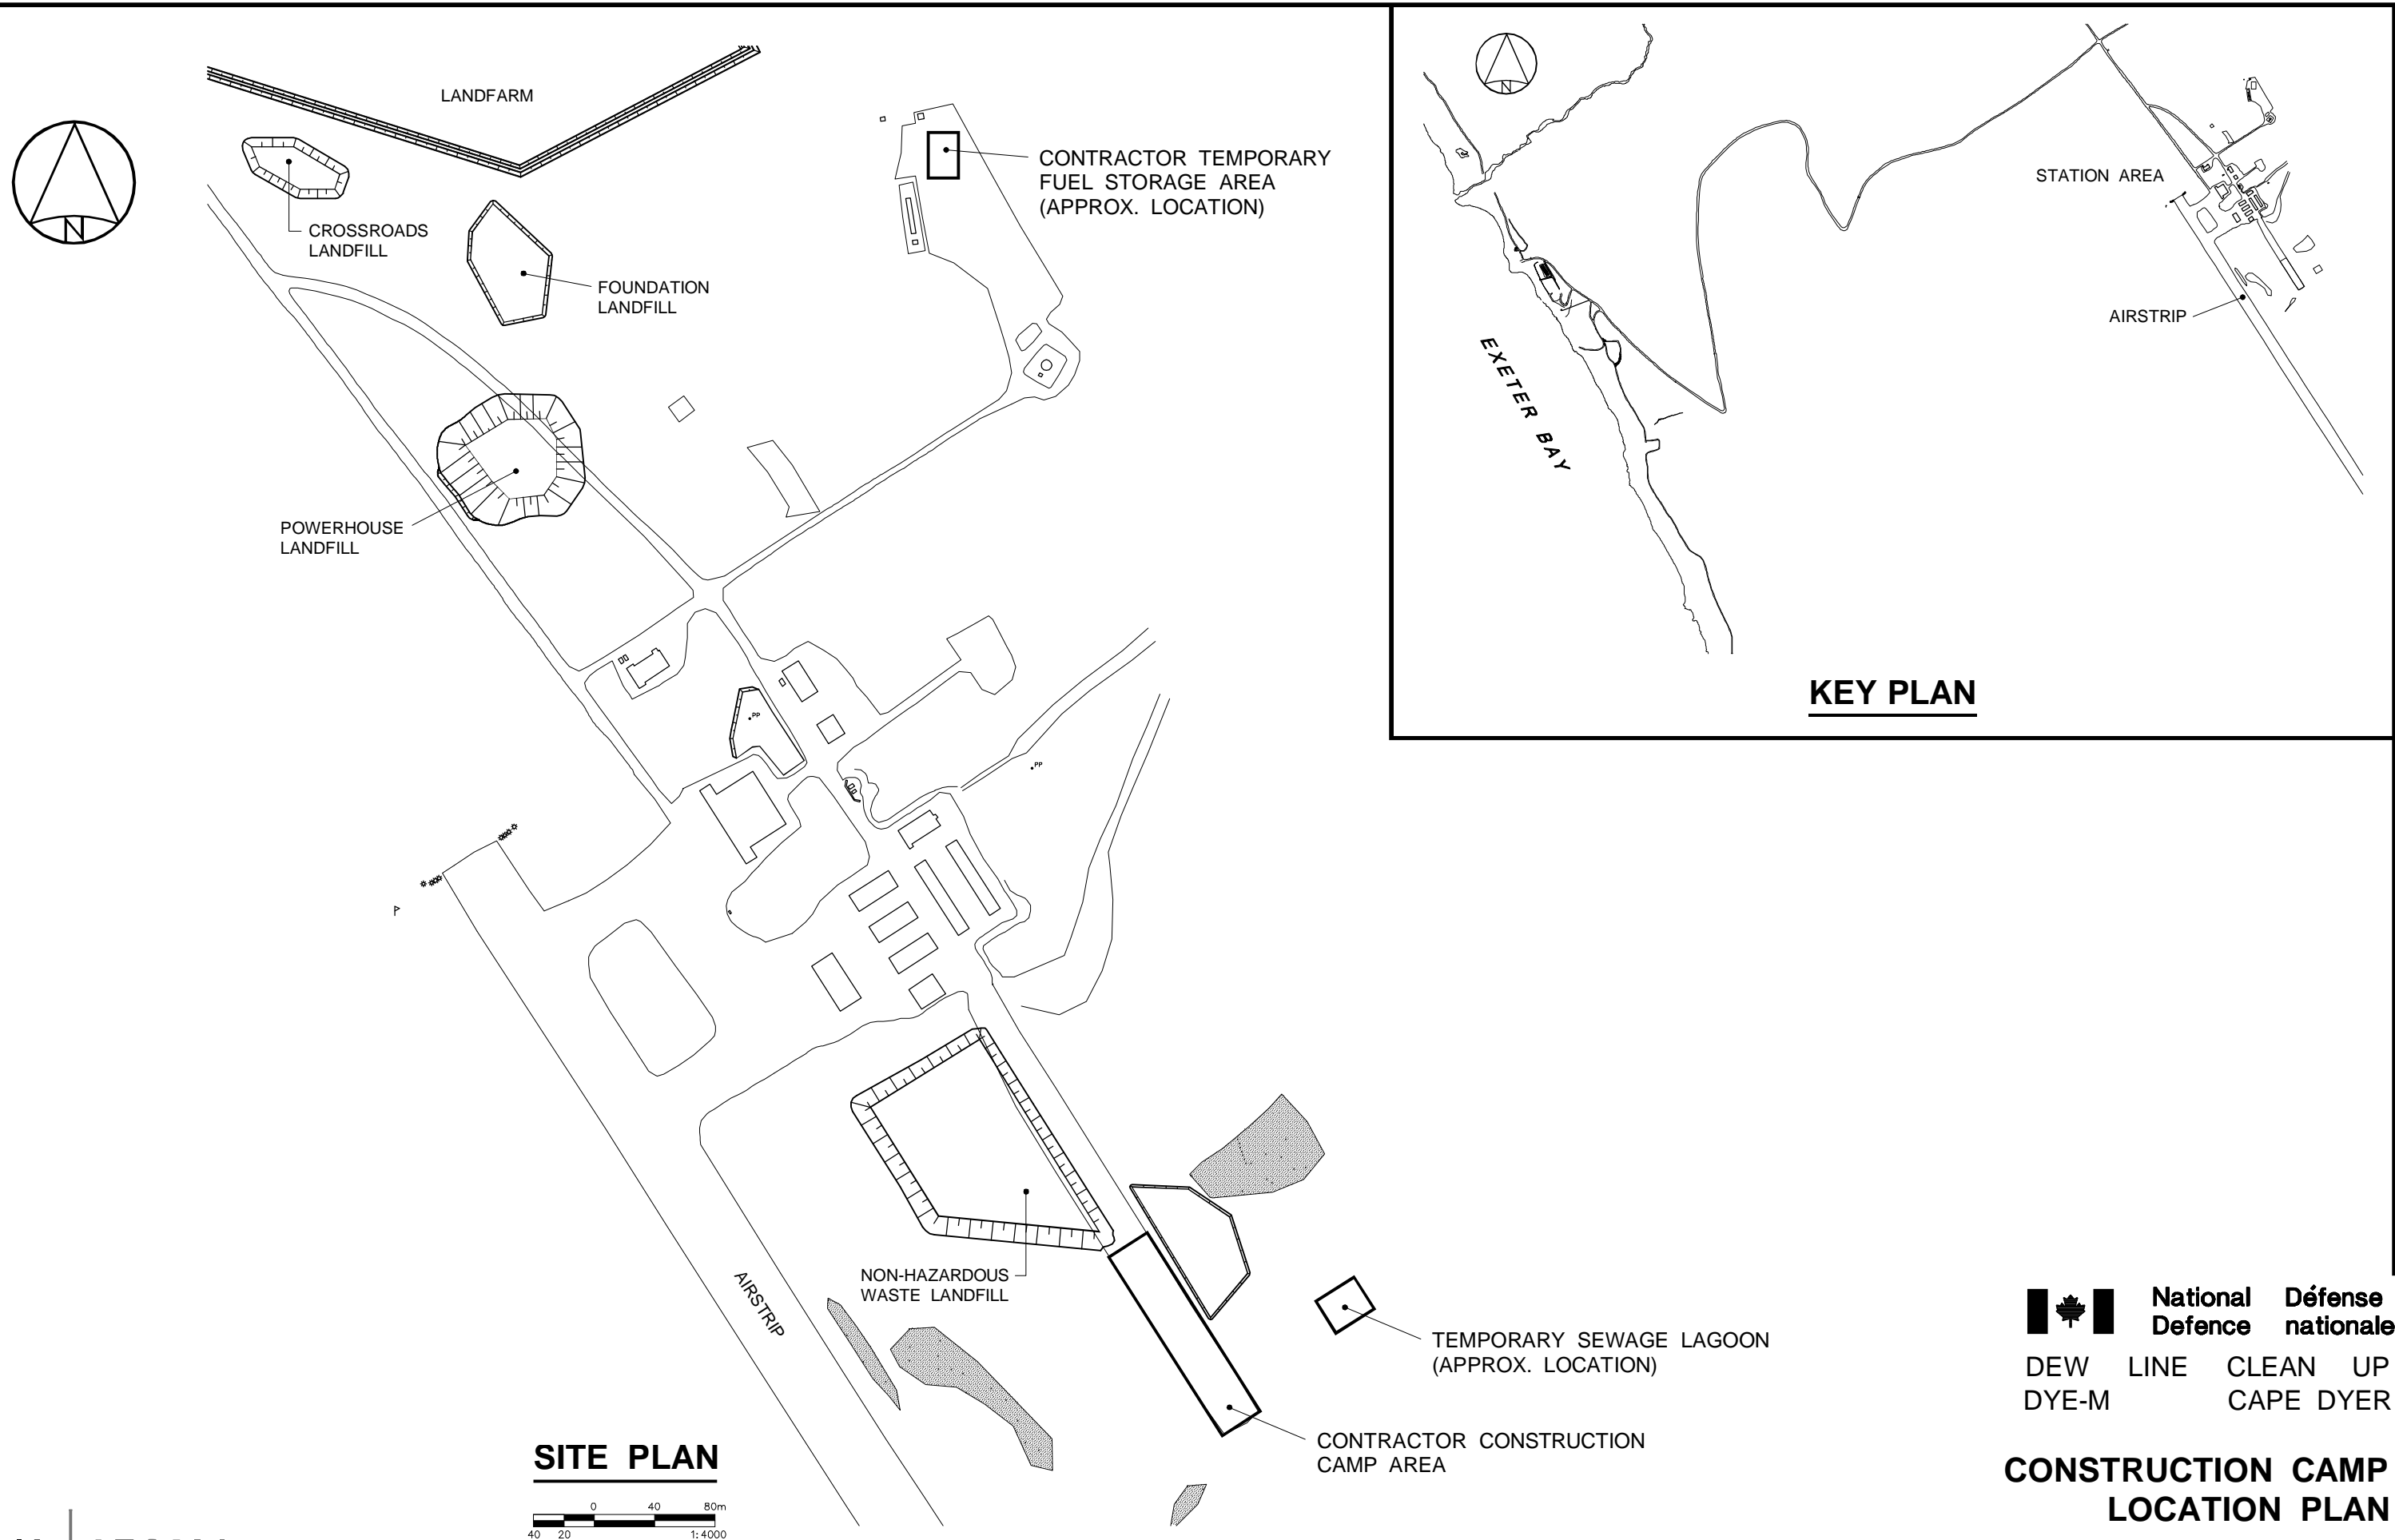 LANDFARM
N
CROSSROADS
LANDFILL
FOUNDATION
LANDFILL
CONTRACTOR TEMPORARY
FUEL STORAGE AREA
(APPROX. LOCATION)
POWERHOUSE
LANDFILL
PP
PP
NON-HAZARDOUS
WASTE LANDFILL
AIRSTRIP
TEMPORARY SEWAGE LAGOON
(APPROX. LOCATION)
CONTRACTOR CONSTRUCTION
CAMP AREA
SITE PLAN
0 40 80m
40 20 1:4000
N
STATION AREA
AIRSTRIP
EXETER BAY
KEY PLAN
National Défense
Defence nationale
DEW LINE CLEAN UP
DYE-M CAPE DYER
CONSTRUCTION CAMP
LOCATION PLAN